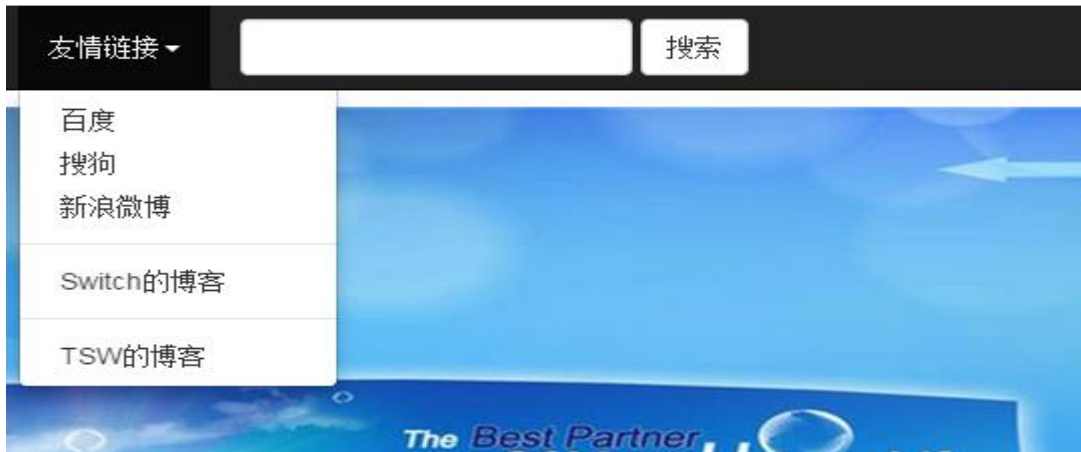 友情链接
搜索
百度
搜狗
新浪微博
Switch的博客
TSW的博客
The Best Partner